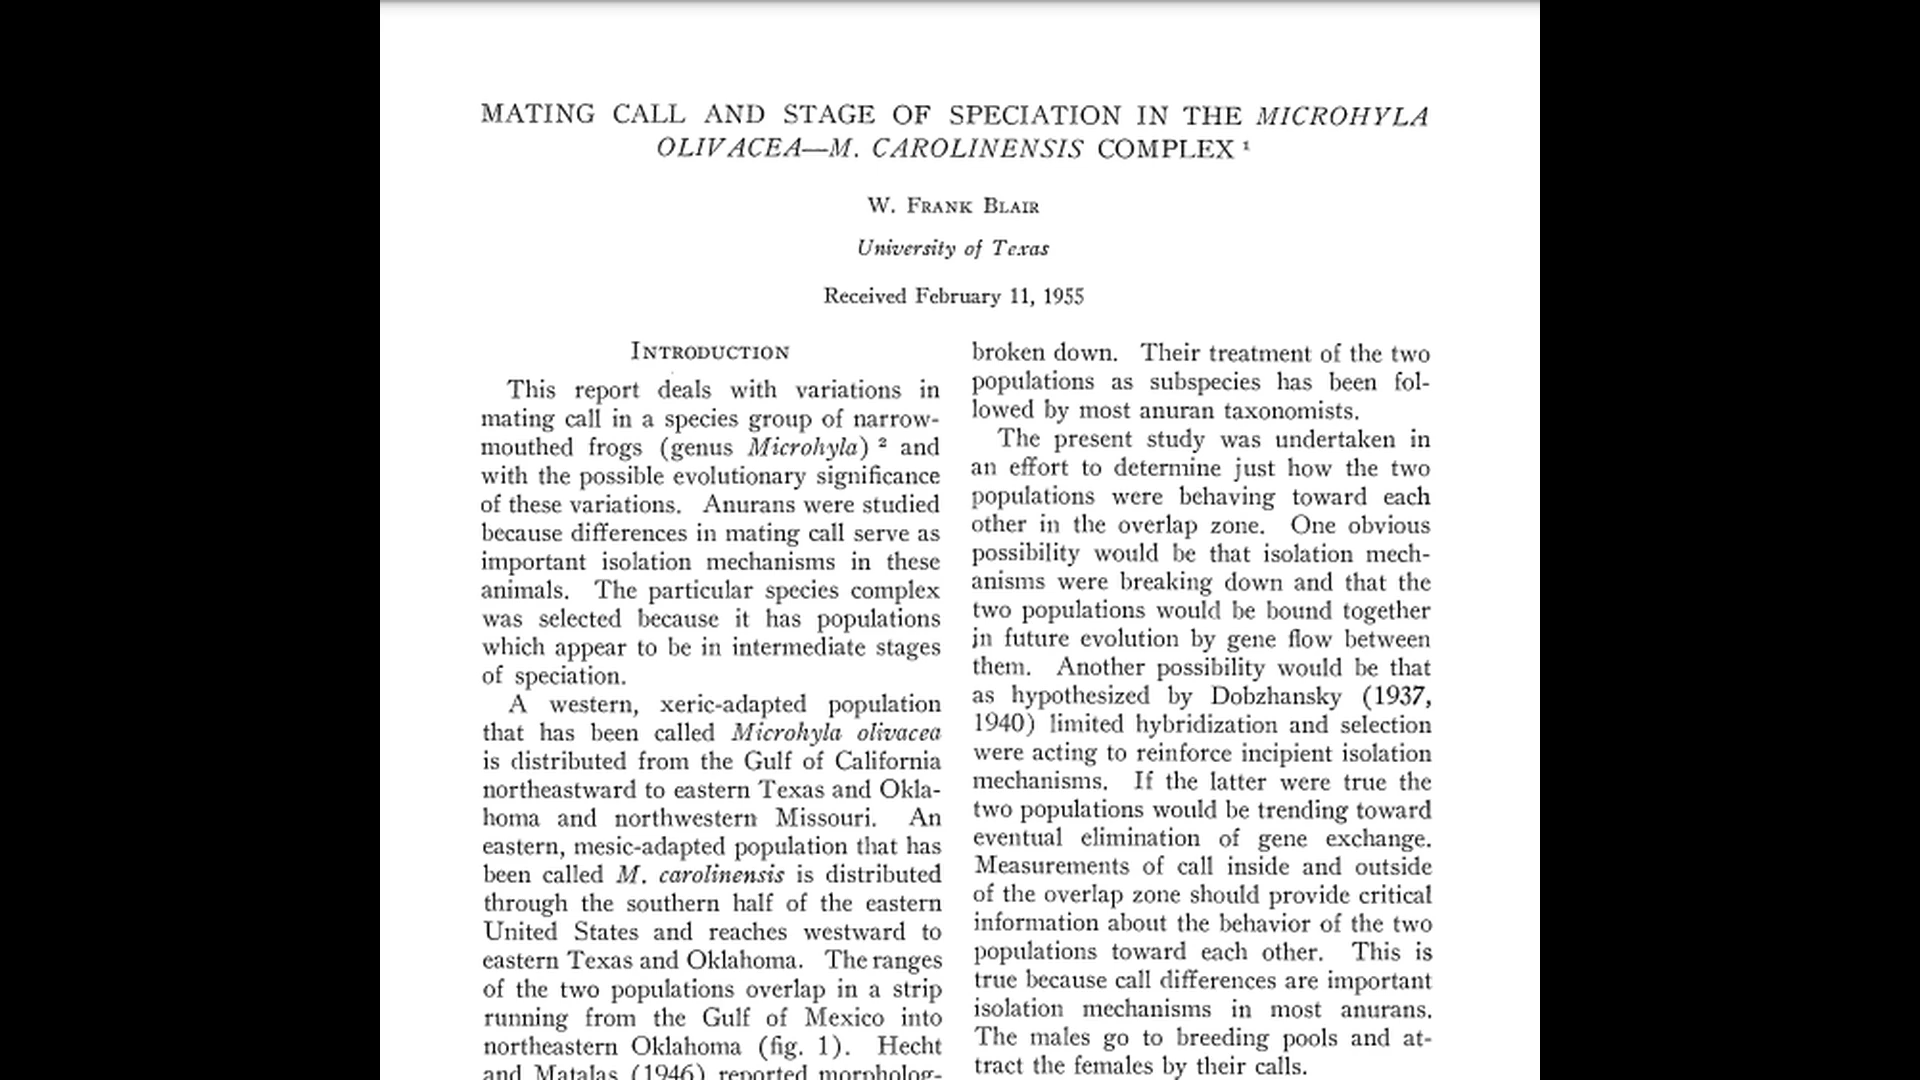 MATING CALL AND STAGE OF SPECIATION IN THE MICROHYLA
OLIVACEA—M. CAROLINENSIS COMPLEX ¹
W. FRANK BLAIR
University of Texas
Received February 11, 1955
INTRODUCTION
This report deals with variations in
mating call in a species group of narrow-
mouthed frogs (genus Microhyla) ² and
with the possible evolutionary significance
of these variations. Anurans were studied
because differences in mating call serve as
important isolation mechanisms in these
animals. The particular species complex
was selected because it has populations
which appear to be in intermediate stages
of speciation.
A western, xeric-adapted population
that has been called Microhyla olivacea
is distributed from the Gulf of California
northeastward to eastern Texas and Okla-
homa and northwestern Missouri. An
eastern, mesic-adapted population that has
been called M. carolinensis is distributed
through the southern half of the eastern
United States and reaches westward to
eastern Texas and Oklahoma. The ranges
of the two populations overlap in a strip
running from the Gulf of Mexico into
northeastern Oklahoma (fig. 1). Hecht
and Matalas (1946) reported morpholog-
broken down. Their treatment of the two
populations as subspecies has been fol-
lowed by most anuran taxonomists.
The present study was undertaken in
an effort to determine just how the two
populations were behaving toward each
other in the overlap zone. One obvious
possibility would be that isolation mech-
anisms were breaking down and that the
two populations would be bound together
in future evolution by gene flow between
them. Another possibility would be that
as hypothesized by Dobzhansky (1937,
1940) limited hybridization and selection
were acting to reinforce incipient isolation
mechanisms. If the latter were true the
two populations would be trending toward
eventual elimination of gene exchange.
Measurements of call inside and outside
of the overlap zone should provide critical
information about the behavior of the two
populations toward each other. This is
true because call differences are important
isolation mechanisms in most anurans.
The males go to breeding pools and at-
tract the females by their calls.